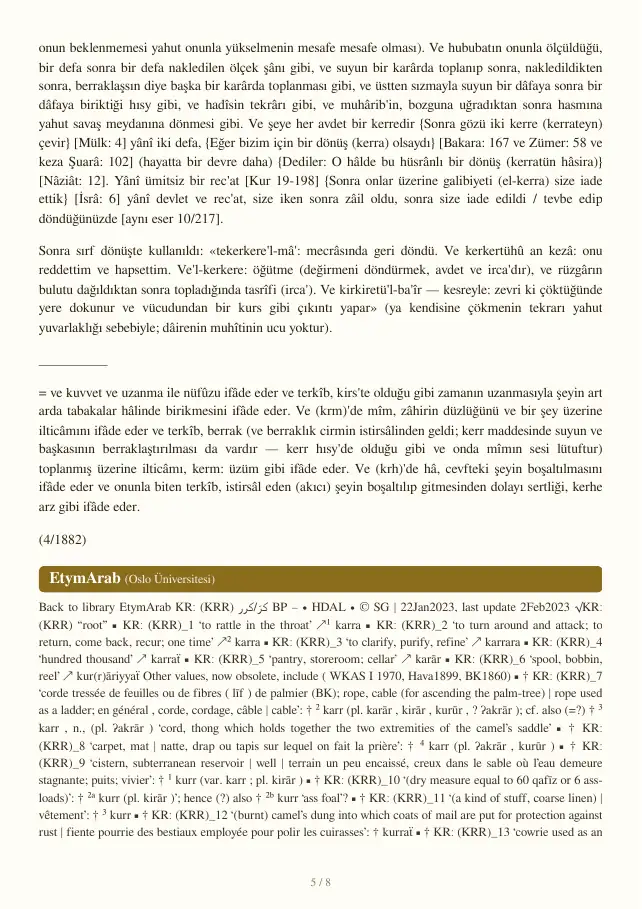 onun beklenmemesi yahut onunla yükselmenin mesafe mesafe olması). Ve hububatın onunla ölçüldüğü,
bir defa sonra bir defa nakledilen ölçek şânı gibi, ve suyun bir karârda toplanıp sonra, nakledildikten
sonra, berraklaşsın diye başka bir karârda toplanması gibi, ve üstten sızmayla suyun bir dâfaya sonra bir
dâfaya biriktiği hısy gibi, ve hadîsin tekrârı gibi, ve muhârib'in, bozguna uğradıktan sonra hasmına
yahut savaş meydanına dönmesi gibi. Ve şeye her avdet bir kerredir {Sonra gözü iki kerre (kerrateyn)
çevir} [Mülk: 4] yânî iki defa, {Eğer bizim için bir dönüş (kerra) olsaydı} [Bakara: 167 ve Zümer: 58 ve
keza Şuarâ: 102] (hayatta bir devre daha) {Dediler: O hâlde bu hüsrânlı bir dönüş (kerratün hâsira)}
[Nâziât: 12]. Yânî ümitsiz bir rec'at [Kur 19-198] {Sonra onlar üzerine galibiyeti (el-kerra) size iade
ettik} [İsrâ: 6] yânî devlet ve rec'at, size iken sonra zâil oldu, sonra size iade edildi / tevbe edip
döndüğünüzde [aynı eser 10/217].
Sonra sırf dönüşte kullanıldı: «tekerkere'l-mâ': mecrâsında geri döndü. Ve kerkertühû an kezâ: onu
reddettim ve hapsettim. Ve'l-kerkere: öğütme (değirmeni döndürmek, avdet ve irca'dır), ve rüzgârın
bulutu dağıldıktan sonra topladığında tasrîfi (irca'). Ve kirkiretü'l-ba'îr — kesreyle: zevri ki çöktüğünde
yere dokunur ve vücudundan bir kurs gibi çıkıntı yapar» (ya kendisine çökmenin tekrarı yahut
yuvarlaklığı sebebiyle; dâirenin muhîtinin ucu yoktur).
= ve kuvvet ve uzanma ile nüfûzu ifâde eder ve terkîb, kirs'te olduğu gibi zamanın uzanmasıyla şeyin art
arda tabakalar hâlinde birikmesini ifâde eder. Ve (krm)'de mîm, zâhirin düzlüğünü ve bir şey üzerine
ilticâmını ifâde eder ve terkîb, berrak (ve berraklık cirmin istirsâlinden geldi; kerr maddesinde suyun ve
başkasının berraklaştırılması da vardır — kerr hısy'de olduğu gibi ve onda mîmın sesi lütuftur)
toplanmış üzerine ilticâmı, kerm: üzüm gibi ifâde eder. Ve (krh)'de hâ, cevfteki şeyin boşaltılmasını
ifâde eder ve onunla biten terkîb, istirsâl eden (akıcı) şeyin boşaltılıp gitmesinden dolayı sertliği, kerhe
arz gibi ifâde eder.
(4/1882)
EtymArab (Oslo Üniversitesi)
Back to library EtymArab KR: (KRR) كرّ/كرر BP – • HDAL • © SG | 22Jan2023, last update 2Feb2023 √KR:
(KRR) “root” ▪ KR: (KRR)_1 ‘to rattle in the throat’ ↗¹ karra ▪ KR: (KRR)_2 ‘to turn around and attack; to
return, come back, recur; one time’ ↗² karra ▪ KR: (KRR)_3 ‘to clarify, purify, refine’ ↗ karrara ▪ KR: (KRR)_4
‘hundred thousand’ ↗ karraẗ ▪ KR: (KRR)_5 ‘pantry, storeroom; cellar’ ↗ karār ▪ KR: (KRR)_6 ‘spool, bobbin,
reel’ ↗ kur(r)āriyyaẗ Other values, now obsolete, include ( WKAS I 1970, Hava1899, BK1860) ▪ † KR: (KRR)_7
‘corde tressée de feuilles ou de fibres ( līf ) de palmier (BK); rope, cable (for ascending the palm-tree) | rope used
as a ladder; en général , corde, cordage, câble | cable’: † ² karr (pl. karār , kirār , kurūr , ? ʔakrār ); cf. also (=?) † ³
karr , n., (pl. ʔakrār ) ‘cord, thong which holds together the two extremities of the camel’s saddle’ ▪ † KR:
(KRR)_8 ‘carpet, mat | natte, drap ou tapis sur lequel on fait la prière’: † ⁴ karr (pl. ʔakrār , kurūr ) ▪ † KR:
(KRR)_9 ‘cistern, subterranean reservoir | well | terrain un peu encaissé, creux dans le sable où l’eau demeure
stagnante; puits; vivier’: † ¹ kurr (var. karr ; pl. kirār ) ▪ † KR: (KRR)_10 ‘(dry measure equal to 60 qafīz or 6 ass-
loads)’: † ²ᵃ kurr (pl. kirār )’; hence (?) also † ²ᵇ kurr ‘ass foal’? ▪ † KR: (KRR)_11 ‘(a kind of stuff, coarse linen) |
vêtement’: † ³ kurr ▪ † KR: (KRR)_12 ‘(burnt) camel’s dung into which coats of mail are put for protection against
rust | fiente pourrie des bestiaux employée pour polir les cuirasses’: † kurraẗ ▪ † KR: (KRR)_13 ‘cowrie used as an
5 / 8